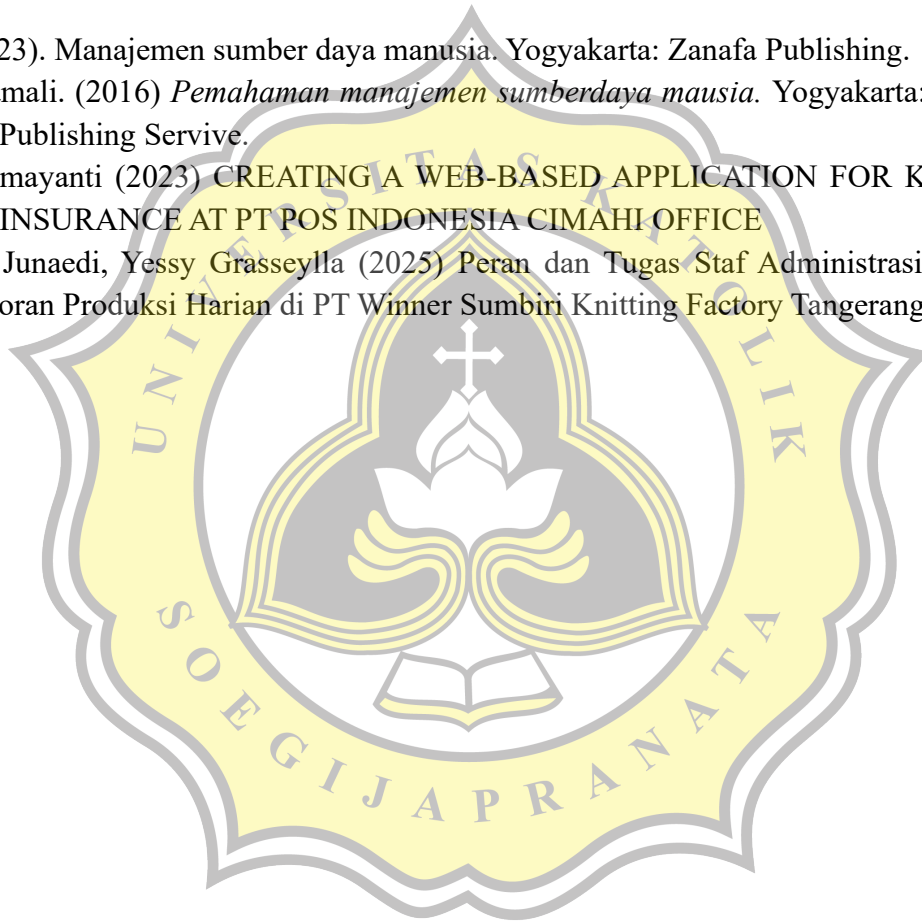 23). Manajemen sumber daya manusia. Yogyakarta: Zanafa Publishing.
mali. (2016) Pemahaman manajemen sumberdaya mausia. Yogyakarta:
Publishing Servive.
mayanti (2023) CREATING A WEB-BASED APPLICATION FOR K
INSURANCE AT PT POS INDONESIA CIMAHI OFFICE
Junaedi, Yessy Grasseylla (2025) Peran dan Tugas Staf Administrasi
oran Produksi Harian di PT Winner Sumbiri Knitting Factory Tangerang
UNIVERSITAS KATOLIK
SOEGIJAPRANATA